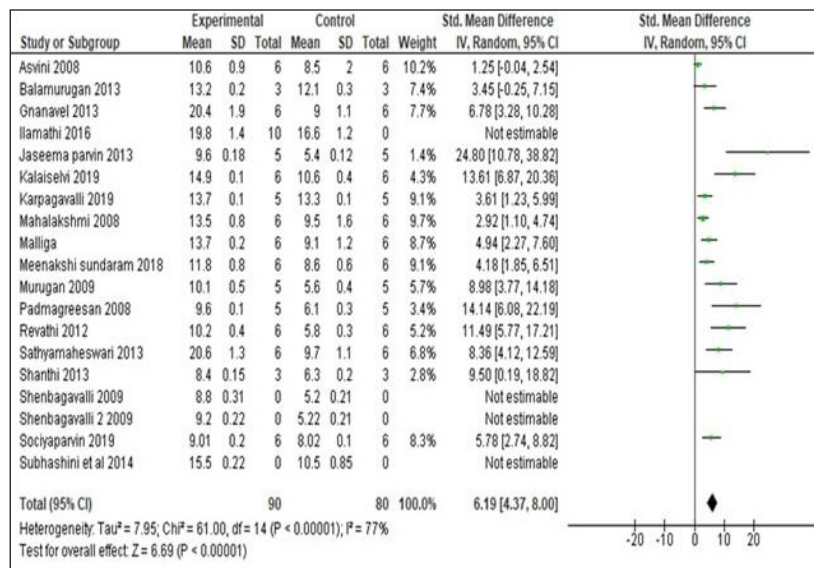 Experimental Control Std. Mean Difference Std. Mean Difference
Study or Subgroup Mean SD Total Mean SD Total Weight IV, Random, 95% CI IV, Random, 95% CI
Asvini 2008 10.6 0.9 6 8.5 2 6 10.2% 1.25 [-0.04, 2.54]
Balamurugan 2013 13.2 0.2 3 12.1 0.3 3 7.4% 3.45 [-0.25, 7.15]
Gnanavel 2013 20.4 1.9 6 9 1.1 6 7.7% 6.78 [3.28, 10.28]
Ilamathi 2016 19.8 1.4 10 16.6 1.2 0 Not estimable
Jaseema parvin 2013 9.6 0.18 5 5.4 0.12 5 1.4% 24.80 [10.78, 38.82]
Kalaiselvi 2019 14.9 0.1 6 10.6 0.4 6 4.3% 13.61 [6.87, 20.36]
Karpagavalli 2019 13.7 0.1 5 13.3 0.1 5 9.1% 3.61 [1.23, 5.99]
Mahalakshmi 2008 13.5 0.8 6 9.5 1.6 6 9.7% 2.92 [1.10, 4.74]
Malliga 13.7 0.2 6 9.1 1.2 6 8.7% 4.94 [2.27, 7.60]
Meenakshi sundaram 2018 11.8 0.8 6 8.6 0.6 6 9.1% 4.18 [1.85, 6.51]
Murugan 2009 10.1 0.5 5 5.6 0.4 5 5.7% 8.98 [3.77, 14.18]
Padmagreesan 2008 9.6 0.1 5 6.1 0.3 5 3.4% 14.14 [6.08, 22.19]
Revathi 2012 10.2 0.4 6 5.8 0.3 6 5.2% 11.49 [5.77, 17.21]
Sathyamaheswari 2013 20.6 1.3 6 9.7 1.1 6 6.8% 8.36 [4.12, 12.59]
Shanthi 2013 8.4 0.15 3 6.3 0.2 3 2.8% 9.50 [0.19, 18.82]
Shenbagavalli 2009 8.8 0.31 0 5.2 0.21 0 Not estimable
Shenbagavalli 2 2009 9.2 0.22 0 5.22 0.21 0 Not estimable
Sociyaparvin 2019 9.01 0.2 6 8.02 0.1 6 8.3% 5.78 [2.74, 8.82]
Subhashini et al 2014 15.5 0.22 0 10.5 0.85 0 Not estimable
Total (95% CI) 90 80 100.0% 6.19 [4.37, 8.00]
Heterogeneity: Tau² = 7.95; Chi² = 61.00, df = 14 (P < 0.00001); I² = 77%
Test for overall effect: Z = 6.69 (P < 0.00001)
-20 -10 0 10 20